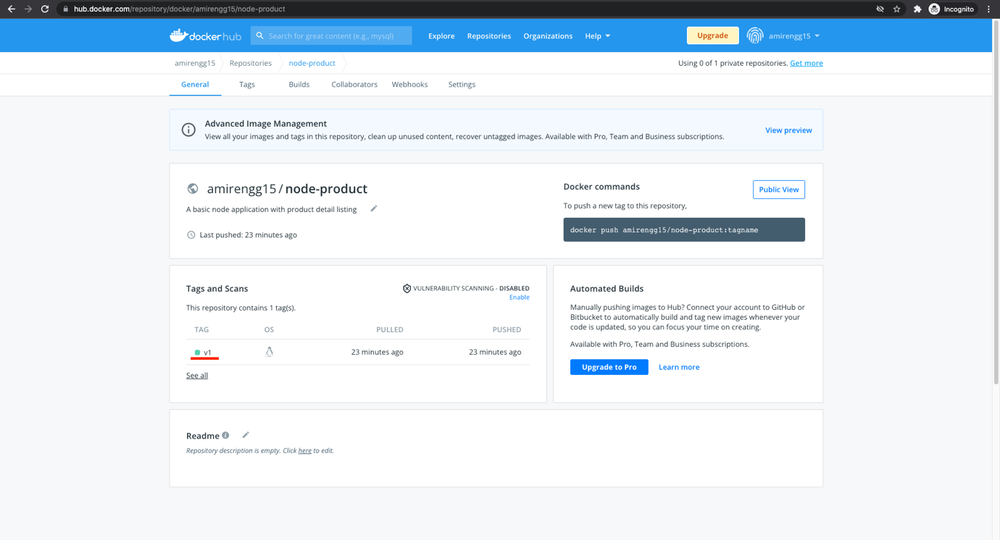 hub.docker.com/repository/docker/amirengg15/node-product
Incognito
dockerhub
Search for great content (e.g., mysql)
Explore
Repositories
Organizations
Help
Upgrade
amirengg15
amirengg15
Repositories
node-product
Using 0 of 1 private repositories. Get more
General
Tags
Builds
Collaborators
Webhooks
Settings
Advanced Image Management
View all your images and tags in this repository, clean up unused content, recover untagged images. Available with Pro, Team and Business subscriptions.
View preview
amirengg15 / node-product
A basic node application with product detail listing
Last pushed: 23 minutes ago
Docker commands
Public View
To push a new tag to this repository,
docker push amirengg15/node-product:tagname
Tags and Scans
VULNERABILITY SCANNING - DISABLED
Enable
This repository contains 1 tag(s).
TAG OS PULLED PUSHED
v1 23 minutes ago 23 minutes ago
See all
Automated Builds
Manually pushing images to Hub? Connect your account to GitHub or
Bitbucket to automatically build and tag new images whenever your
code is updated, so you can focus your time on creating.
Available with Pro, Team and Business subscriptions.
Upgrade to Pro
Learn more
Readme
Repository description is empty. Click here to edit.